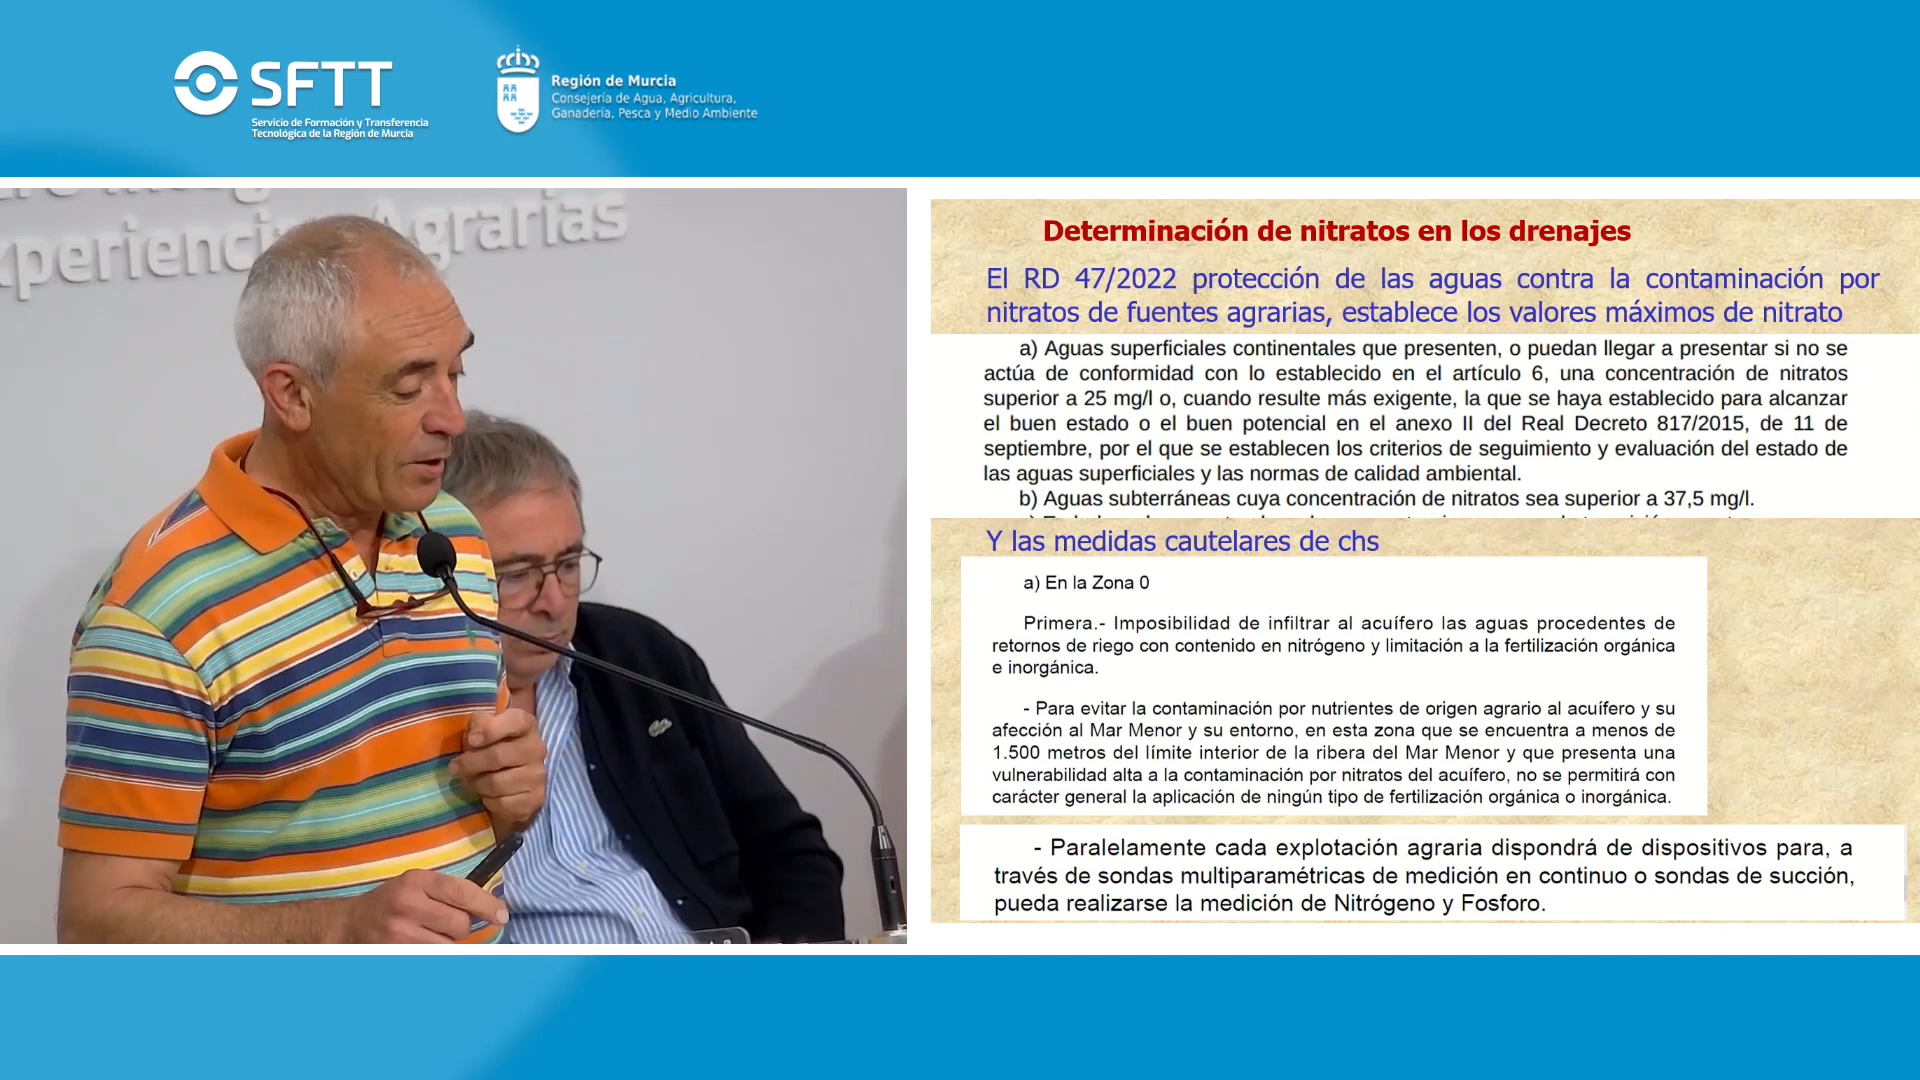 SFTT
Servicio de Formación y Transferencia
Tecnológica de la Región de Murcia
Región de Murcia
Consejería de Agua, Agricultura,
Ganadería, Pesca y Medio Ambiente
Agrarias
Determinación de nitratos en los drenajes
El RD 47/2022 protección de las aguas contra la contaminación por
nitratos de fuentes agrarias, establece los valores máximos de nitrato
a) Aguas superficiales continentales que presenten, o puedan llegar a presentar si no se
actúa de conformidad con lo establecido en el artículo 6, una concentración de nitratos
superior a 25 mg/l o, cuando resulte más exigente, la que se haya establecido para alcanzar
el buen estado o el buen potencial en el anexo II del Real Decreto 817/2015, de 11 de
septiembre, por el que se establecen los criterios de seguimiento y evaluación del estado de
las aguas superficiales y las normas de calidad ambiental.
b) Aguas subterráneas cuya concentración de nitratos sea superior a 37,5 mg/l.
Y las medidas cautelares de chs
a) En la Zona 0
Primera.- Imposibilidad de infiltrar al acuífero las aguas procedentes de
retornos de riego con contenido en nitrógeno y limitación a la fertilización orgánica
e inorgánica.
- Para evitar la contaminación por nutrientes de origen agrario al acuífero y su
afección al Mar Menor y su entorno, en esta zona que se encuentra a menos de
1.500 metros del límite interior de la ribera del Mar Menor y que presenta una
vulnerabilidad alta a la contaminación por nitratos del acuífero, no se permitirá con
carácter general la aplicación de ningún tipo de fertilización orgánica o inorgánica.
- Paralelamente cada explotación agraria dispondrá de dispositivos para, a
través de sondas multiparamétricas de medición en continuo o sondas de succión,
pueda realizarse la medición de Nitrógeno y Fosforo.